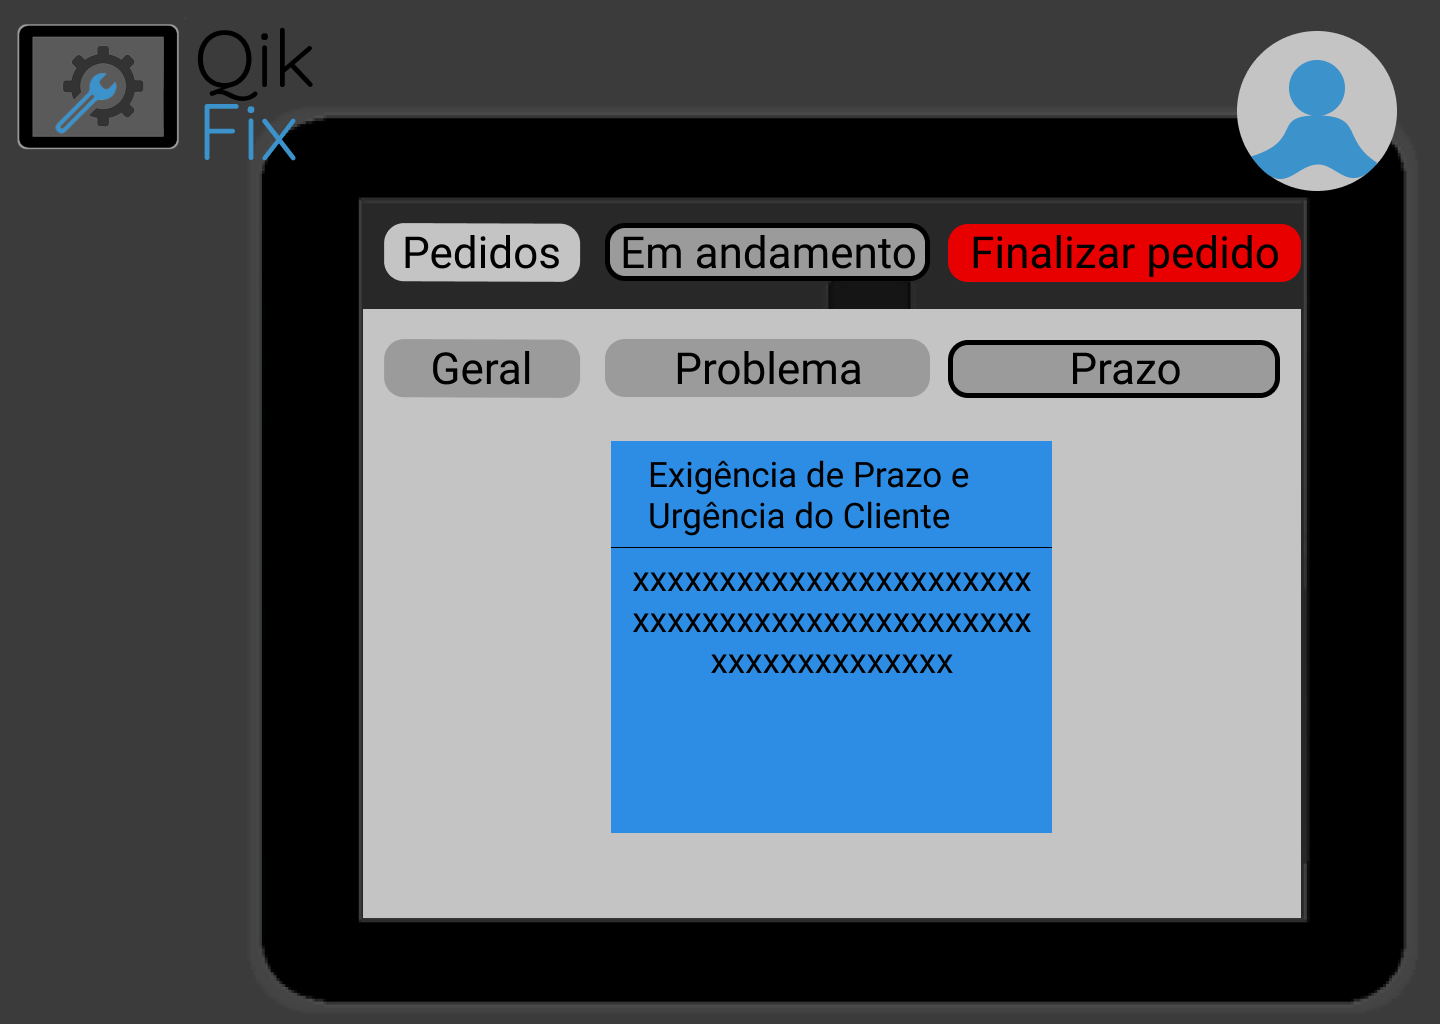 Qik
Fix
Pedidos
Em andamento
Finalizar pedido
Geral
Problema
Prazo
Exigência de Prazo e
Urgência do Cliente
xxxxxxxxxxxxxxxxxxxxxxx
xxxxxxxxxxxxxxxxxxxxxxx
xxxxxxxxxxxxxx